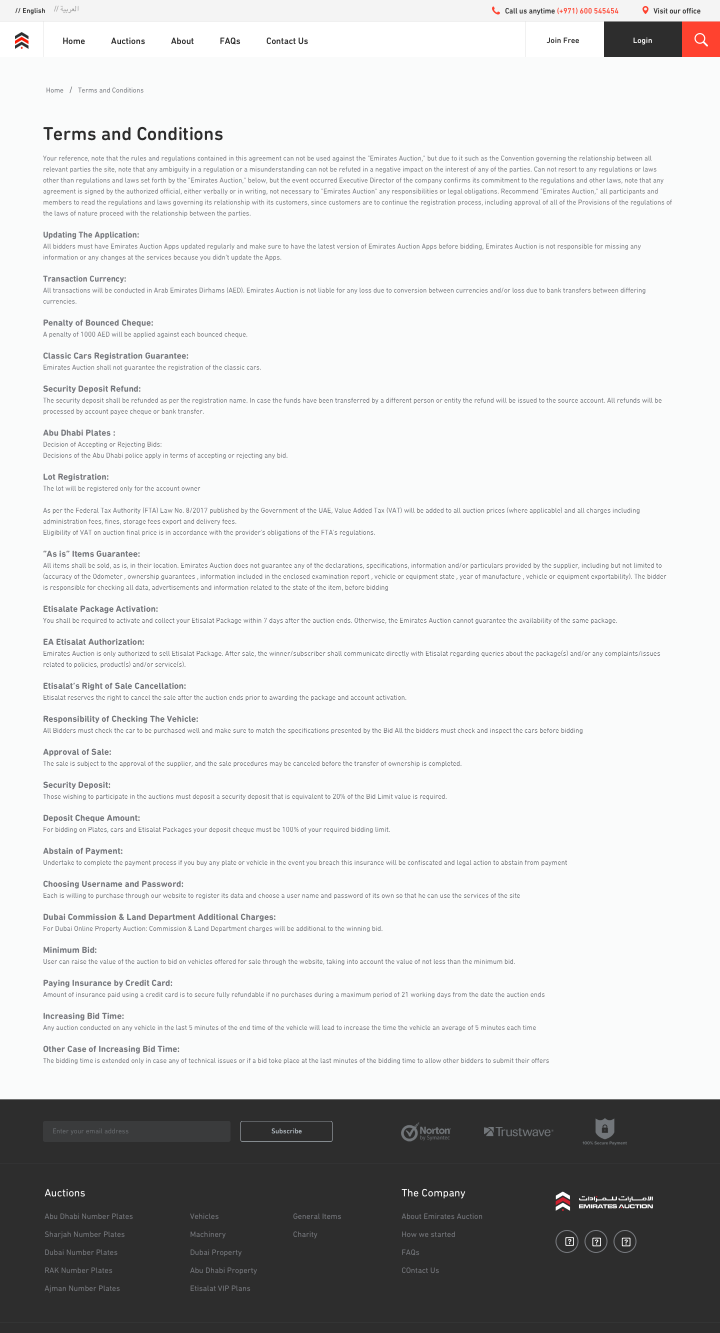 // English
// العربية
Call us anytime (+971) 600 545454
Visit our office
Home
Auctions
About
FAQs
Contact Us
Join Free
Login
Home / Terms and Conditions
Terms and Conditions
Your reference, note that the rules and regulations contained in this agreement can not be used against the "Emirates Auction," but due to it such as the Convention governing the relationship between all
relevant parties the site, note that any ambiguity in a regulation or a misunderstanding can not be refuted in a negative impact on the interest of any of the parties. Can not resort to any regulations or laws
other than regulations and laws set forth by the "Emirates Auction," below, but the event occurred Executive Director of the company confirms its commitment to the regulations and other laws, note that any
agreement is signed by the authorized official, either verbally or in writing, not necessary to "Emirates Auction" any responsibilities or legal obligations. Recommend "Emirates Auction," all participants and
members to read the regulations and laws governing its relationship with its customers, since customers are to continue the registration process, including approval of all of the Provisions of the regulations of
the laws of nature proceed with the relationship between the parties.
Updating The Application:
All bidders must have Emirates Auction Apps updated regularly and make sure to have the latest version of Emirates Auction Apps before bidding, Emirates Auction is not responsible for missing any
information or any changes at the services because you didn't update the Apps.
Transaction Currency:
All transactions will be conducted in Arab Emirates Dirhams (AED). Emirates Auction is not liable for any loss due to conversion between currencies and/or loss due to bank transfers between differing
currencies.
Penalty of Bounced Cheque:
A penalty of 1000 AED will be applied against each bounced cheque.
Classic Cars Registration Guarantee:
Emirates Auction shall not guarantee the registration of the classic cars.
Security Deposit Refund:
The security deposit shall be refunded as per the registration name. In case the funds have been transferred by a different person or entity the refund will be issued to the source account. All refunds will be
processed by account payee cheque or bank transfer.
Abu Dhabi Plates :
Decision of Accepting or Rejecting Bids:
Decisions of the Abu Dhabi police apply in terms of accepting or rejecting any bid.
Lot Registration:
The lot will be registered only for the account owner
As per the Federal Tax Authority (FTA) Law No. 8/2017 published by the Government of the UAE, Value Added Tax (VAT) will be added to all auction prices (where applicable) and all charges including
administration fees, fines, storage fees export and delivery fees.
Eligibility of VAT on auction final price is in accordance with the provider's obligations of the FTA's regulations.
"As is" Items Guarantee:
All items shall be sold, as is, in their location. Emirates Auction does not guarantee any of the declarations, specifications, information and/or particulars provided by the supplier, including but not limited to
(accuracy of the Odometer , ownership guarantees , information included in the enclosed examination report , vehicle or equipment state , year of manufacture , vehicle or equipment exportability). The bidder
is responsible for checking all data, advertisements and information related to the state of the item, before bidding
Etisalate Package Activation:
You shall be required to activate and collect your Etisalat Package within 7 days after the auction ends. Otherwise, the Emirates Auction cannot guarantee the availability of the same package.
EA Etisalat Authorization:
Emirates Auction is only authorized to sell Etisalat Package. After sale, the winner/subscriber shall communicate directly with Etisalat regarding queries about the package(s) and/or any complaints/issues
related to policies, product(s) and/or service(s).
Etisalat's Right of Sale Cancellation:
Etisalat reserves the right to cancel the sale after the auction ends prior to awarding the package and account activation.
Responsibility of Checking The Vehicle:
All Bidders must check the car to be purchased well and make sure to match the specifications presented by the Bid All the bidders must check and inspect the cars before bidding
Approval of Sale:
The sale is subject to the approval of the supplier, and the sale procedures may be canceled before the transfer of ownership is completed.
Security Deposit:
Those wishing to participate in the auctions must deposit a security deposit that is equivalent to 20% of the Bid Limit value is required.
Deposit Cheque Amount:
For bidding on Plates, cars and Etisalat Packages your deposit cheque must be 100% of your required bidding limit.
Abstain of Payment:
Undertake to complete the payment process if you buy any plate or vehicle in the event you breach this insurance will be confiscated and legal action to abstain from payment
Choosing Username and Password:
Each is willing to purchase through our website to register its data and choose a user name and password of its own so that he can use the services of the site
Dubai Commission & Land Department Additional Charges:
For Dubai Online Property Auction: Commission & Land Department charges will be additional to the winning bid.
Minimum Bid:
User can raise the value of the auction to bid on vehicles offered for sale through the website, taking into account the value of not less than the minimum bid.
Paying Insurance by Credit Card:
Amount of insurance paid using a credit card is to secure fully refundable if no purchases during a maximum period of 21 working days from the date the auction ends
Increasing Bid Time:
Any auction conducted on any vehicle in the last 5 minutes of the end time of the vehicle will lead to increase the time the vehicle an average of 5 minutes each time
Other Case of Increasing Bid Time:
The bidding time is extended only in case any of technical issues or if a bid toke place at the last minutes of the bidding time to allow other bidders to submit their offers
Enter your email address
Subscribe
Norton
by Symantec
Trustwave
100% Secure Payment
Auctions
Abu Dhabi Number Plates
Sharjah Number Plates
Dubai Number Plates
RAK Number Plates
Ajman Number Plates
Vehicles
Machinery
Dubai Property
Abu Dhabi Property
Etisalat VIP Plans
General Items
Charity
The Company
About Emirates Auction
How we started
FAQs
COntact Us
الإمارات للمزادات
EMIRATES AUCTION